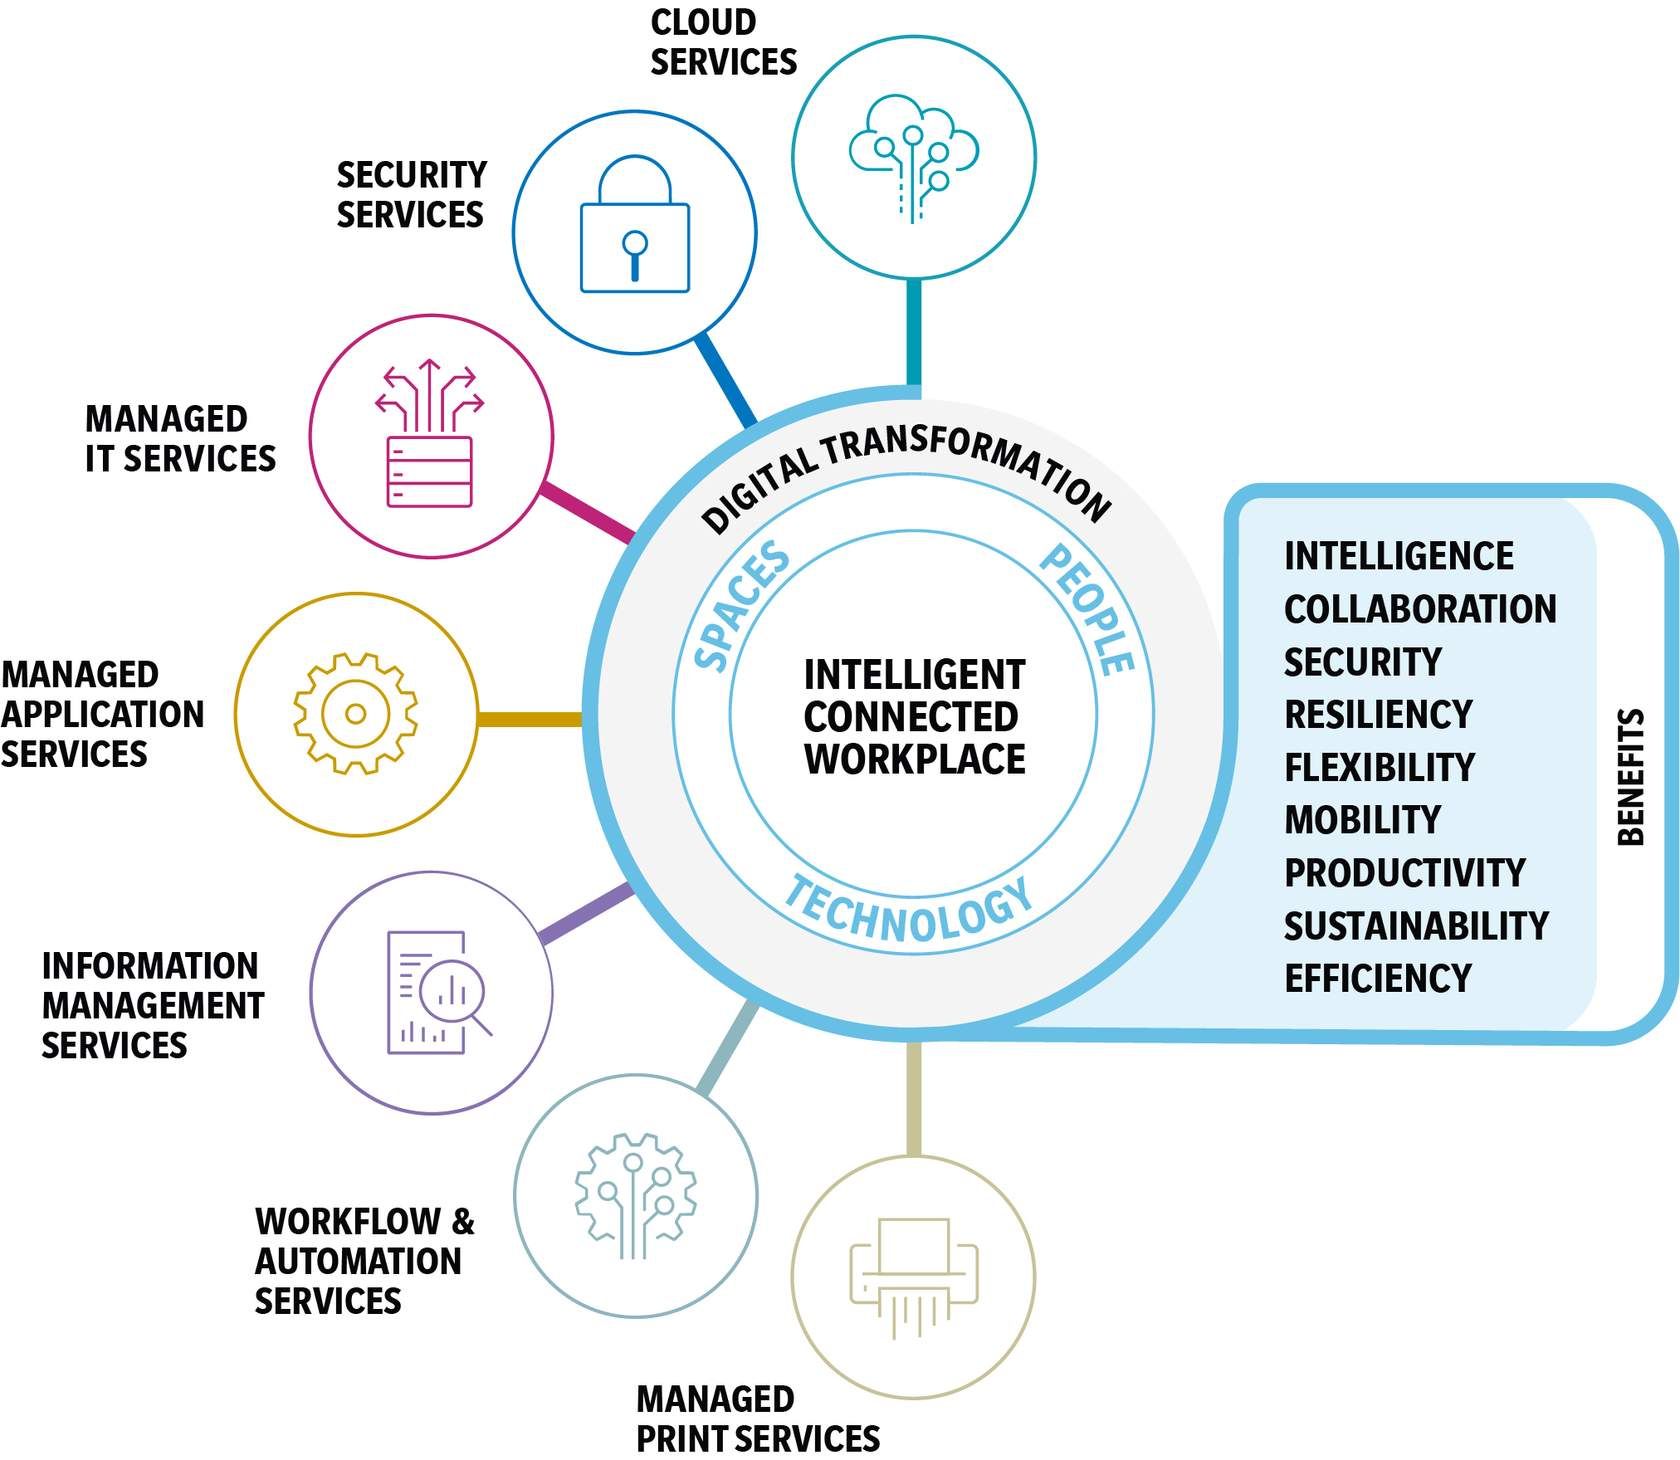 CLOUD
SERVICES
SECURITY
SERVICES
MANAGED
IT SERVICES
MANAGED
APPLICATION
SERVICES
INFORMATION
MANAGEMENT
SERVICES
WORKFLOW &
AUTOMATION
SERVICES
MANAGED
PRINT SERVICES
DIGITAL TRANSFORMATION
SPACES
PEOPLE
TECHNOLOGY
INTELLIGENT
CONNECTED
WORKPLACE
INTELLIGENCE
COLLABORATION
SECURITY
RESILIENCY
FLEXIBILITY
MOBILITY
PRODUCTIVITY
SUSTAINABILITY
EFFICIENCY
BENEFITS